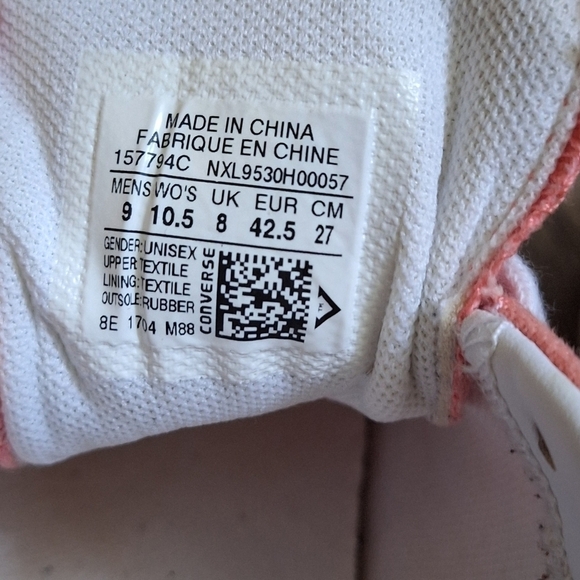 MADE IN CHINA
FABRIQUE EN CHINE
157794C NXL9530H00057
MENS WO'S UK EUR CM
9 10.5 8 42.5 27
GENDER:UNISEX
UPPER:TEXTILE
LINING:TEXTILE
OUTSOLE:RUBBER
8E 1704 M88
CONVERSE